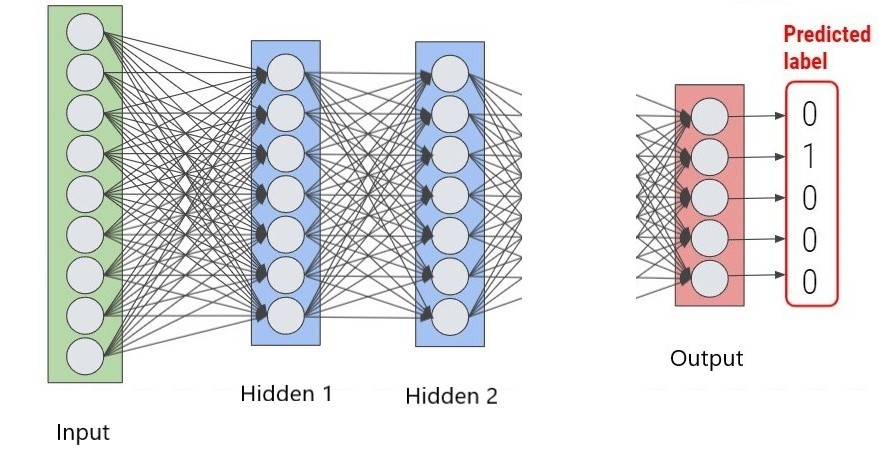 Predicted
label
0
1
0
0
0
Output
Hidden 1
Hidden 2
Input